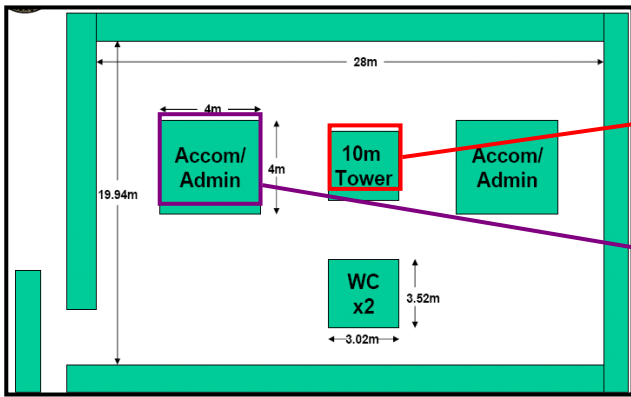 28m
4m
Accom/
Admin
4m
10m
Tower
Accom/
Admin
19.94m
WC
x2
3.52m
3.02m